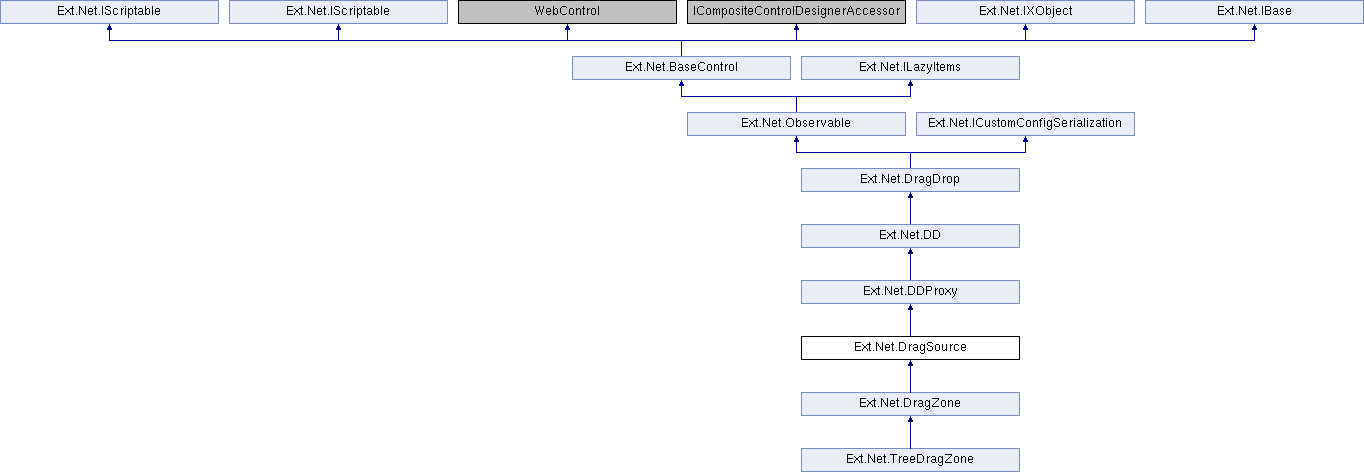 Ext.Net.IScriptable
Ext.Net.IScriptable
WebControl
ICompositeControlDesignerAccessor
Ext.Net.IXObject
Ext.Net.IBase
Ext.Net.BaseControl
Ext.Net.ILazyItems
Ext.Net.Observable
Ext.Net.ICustomConfigSerialization
Ext.Net.DragDrop
Ext.Net.DD
Ext.Net.DDProxy
Ext.Net.DragSource
Ext.Net.DragZone
Ext.Net.TreeDragZone